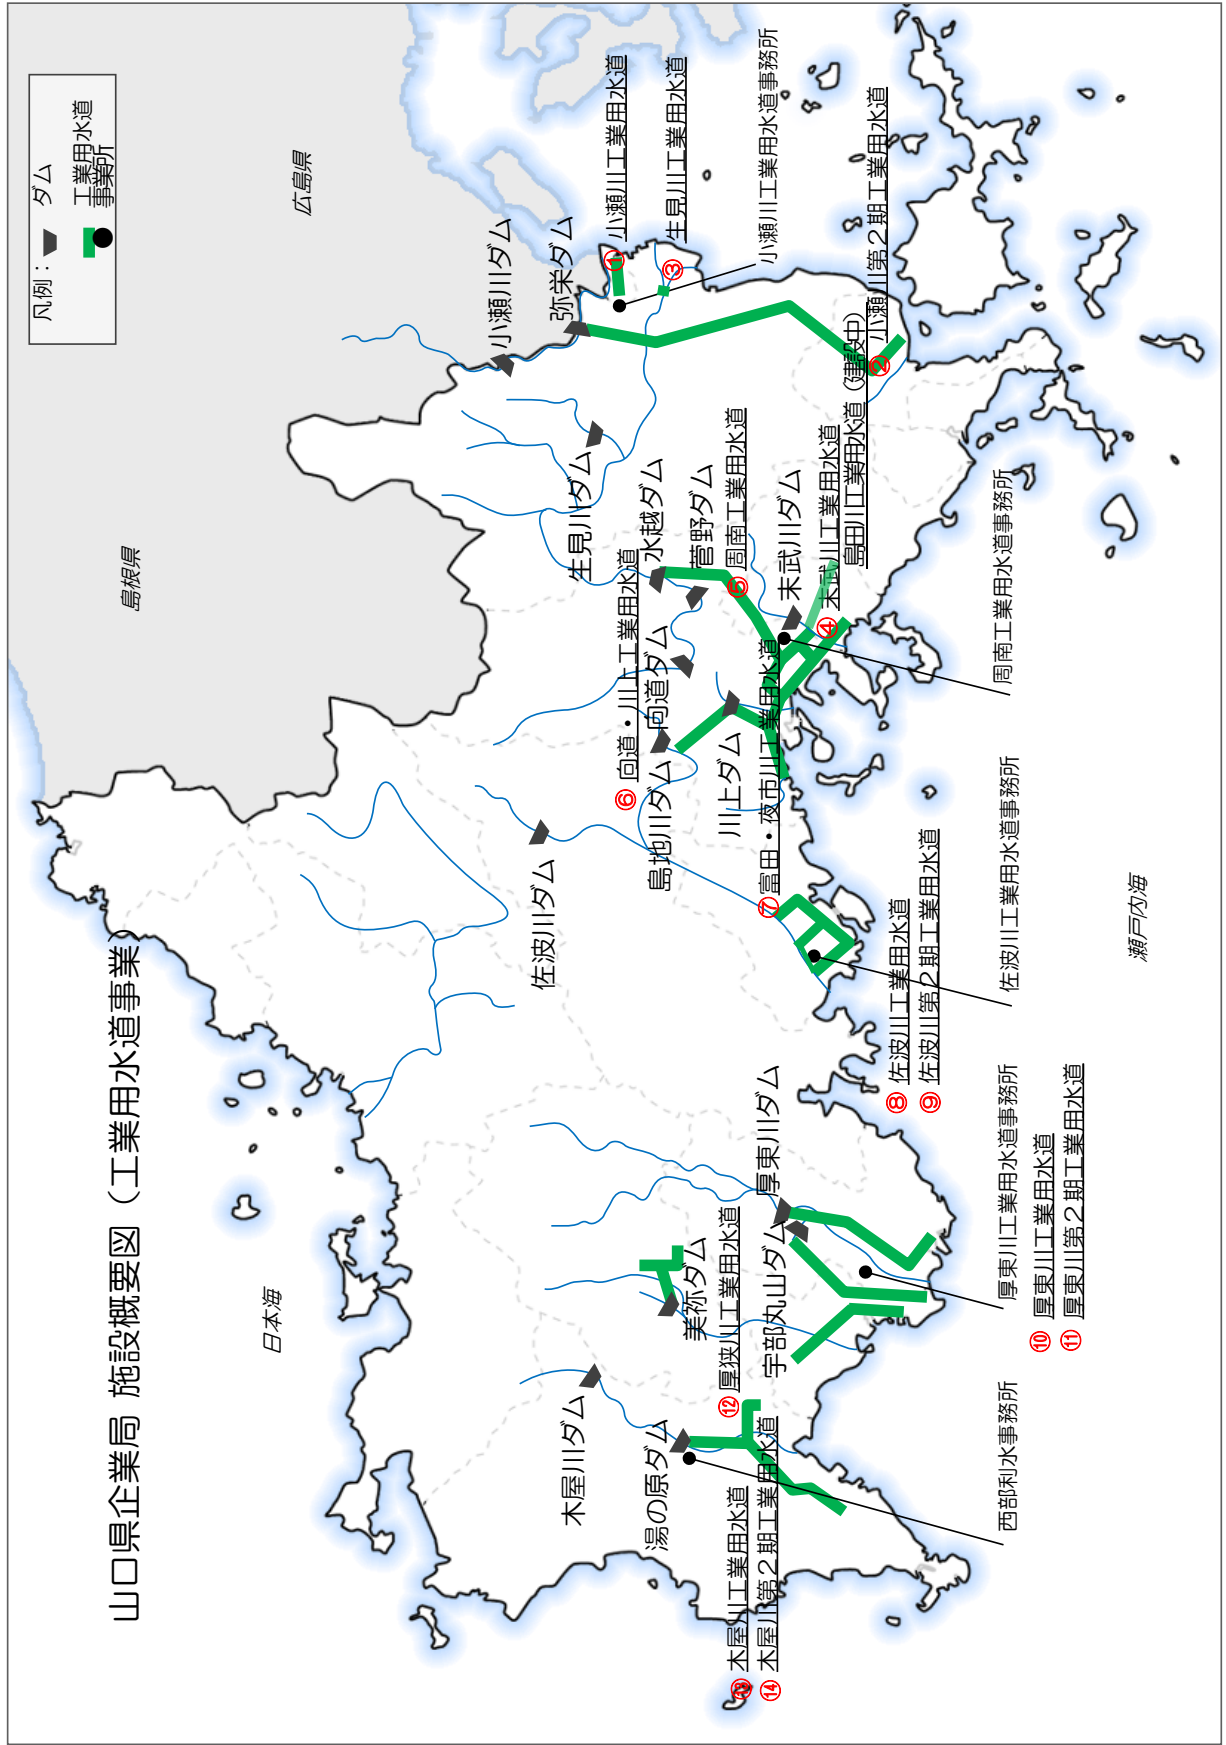 山口県企業局 施設概要図（工業用水道事業）
凡例：
ダム
工業用水道
事業所
日本海
島根県
広島県
瀬戸内海
小瀬川ダム
弥栄ダム
① 小瀬川工業用水道
③ 生見川工業用水道
小瀬川工業用水道事務所
② 小瀬川第２期工業用水道
島田川工業用水道（建設中）
生見川ダム
水越ダム
菅野ダム
⑤ 周南工業用水道
末武川ダム
④ 末武川工業用水道
周南工業用水道事務所
⑥ 向道・川上工業用水道
向道ダム
島地川ダム
川上ダム
⑦ 富田・夜市川工業用水道
佐波川ダム
佐波川工業用水道事務所
⑧ 佐波川工業用水道
⑨ 佐波川第２期工業用水道
厚東川ダム
宇部丸山ダム
厚東川工業用水道事務所
⑩ 厚東川工業用水道
⑪ 厚東川第２期工業用水道
美祢ダム
⑫ 厚狭川工業用水道
木屋川ダム
湯の原ダム
西部利水事務所
⑬ 木屋川工業用水道
⑭ 木屋川第２期工業用水道